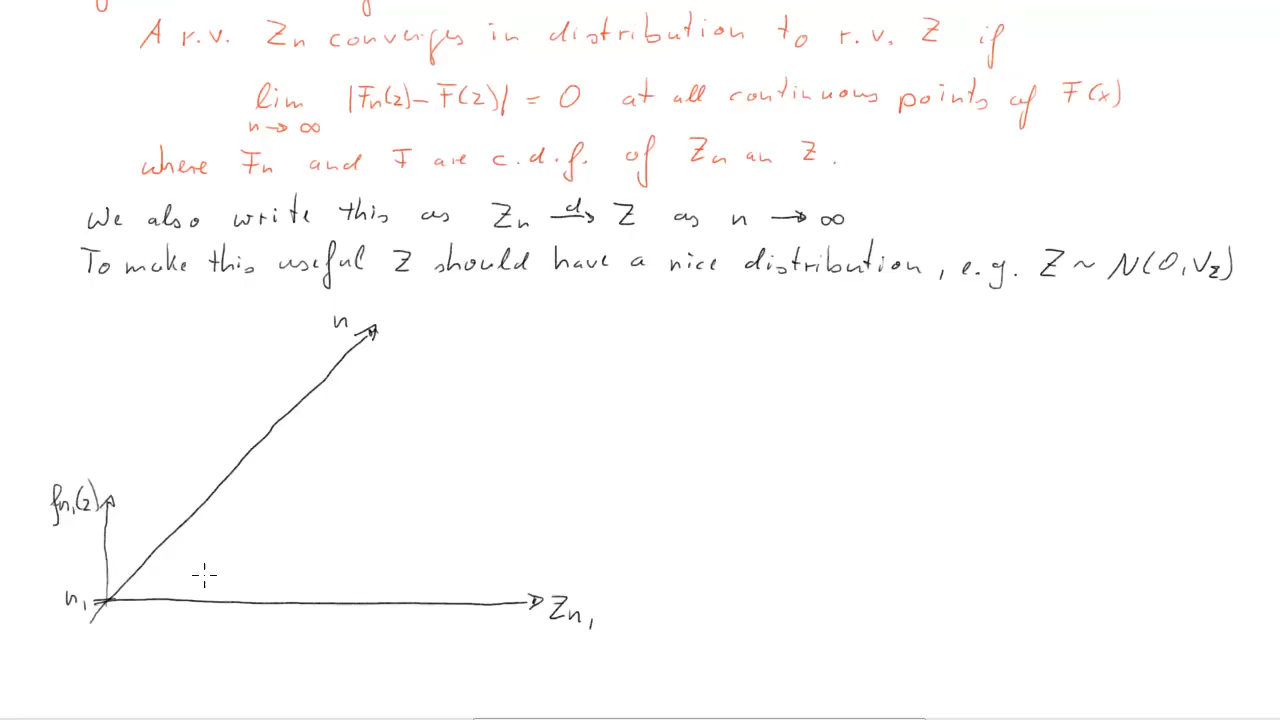 A r.v. Zn converges in distribution to r.v. Z if
lim n→∞ |Fn(z) - F(z)| = 0 at all continuous points of F(x)
where Fn and F are c.d.f. of Zn an Z.
We also write this as Zn →d Z as n → ∞
To make this useful Z should have a nice distribution, e.g. Z ~ N(0, Vz)
n
fn₁(z)
n₁
Zn₁